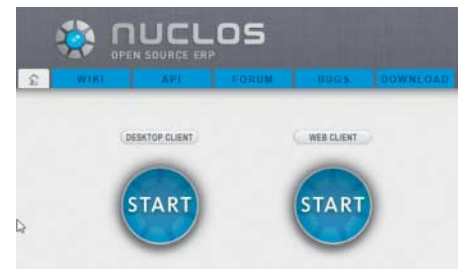 NUCLOS
OPEN SOURCE ERP
WIKI API FORUM BUGS DOWNLOAD
DESKTOP CLIENT WEB CLIENT
START START